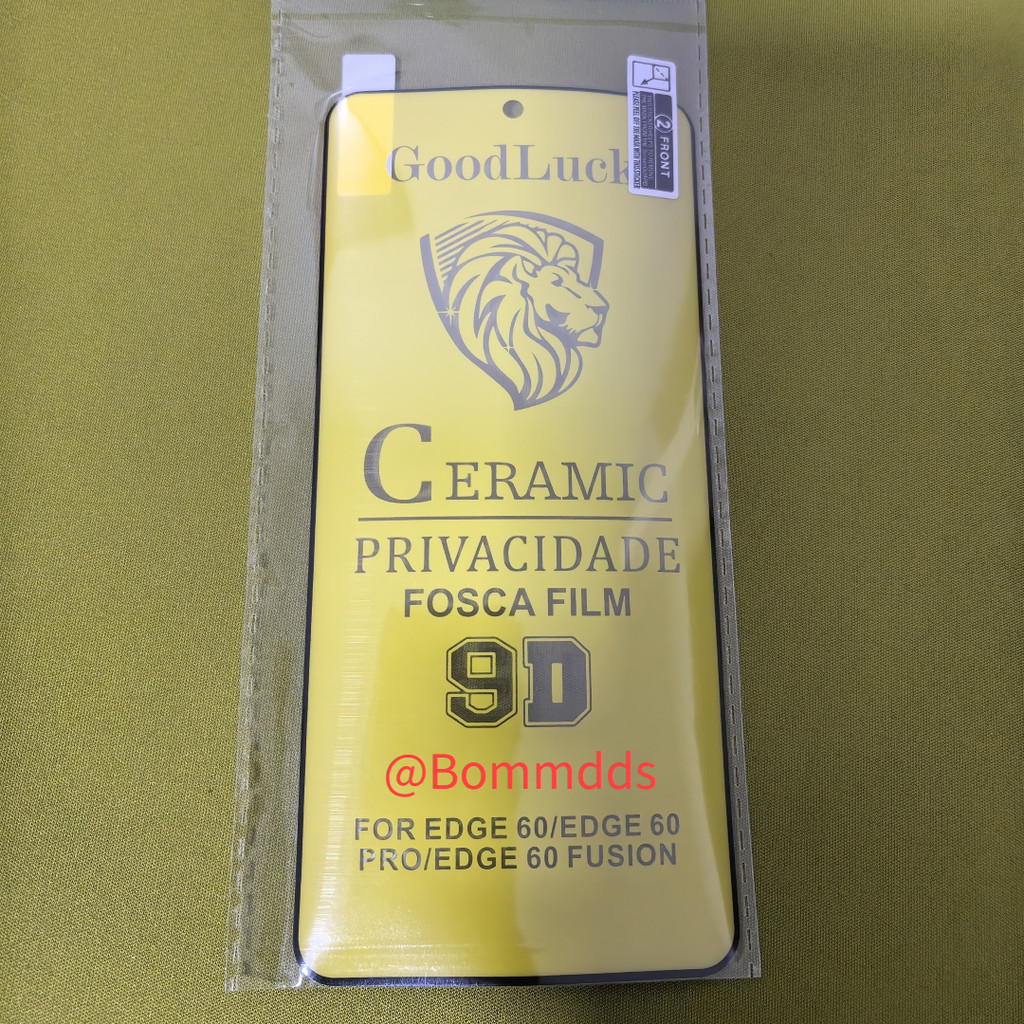 GoodLuck
② FRONT
CERAMIC
PRIVACIDADE
FOSCA FILM
9D
@Bommdds
FOR EDGE 60/EDGE 60
PRO/EDGE 60 FUSION